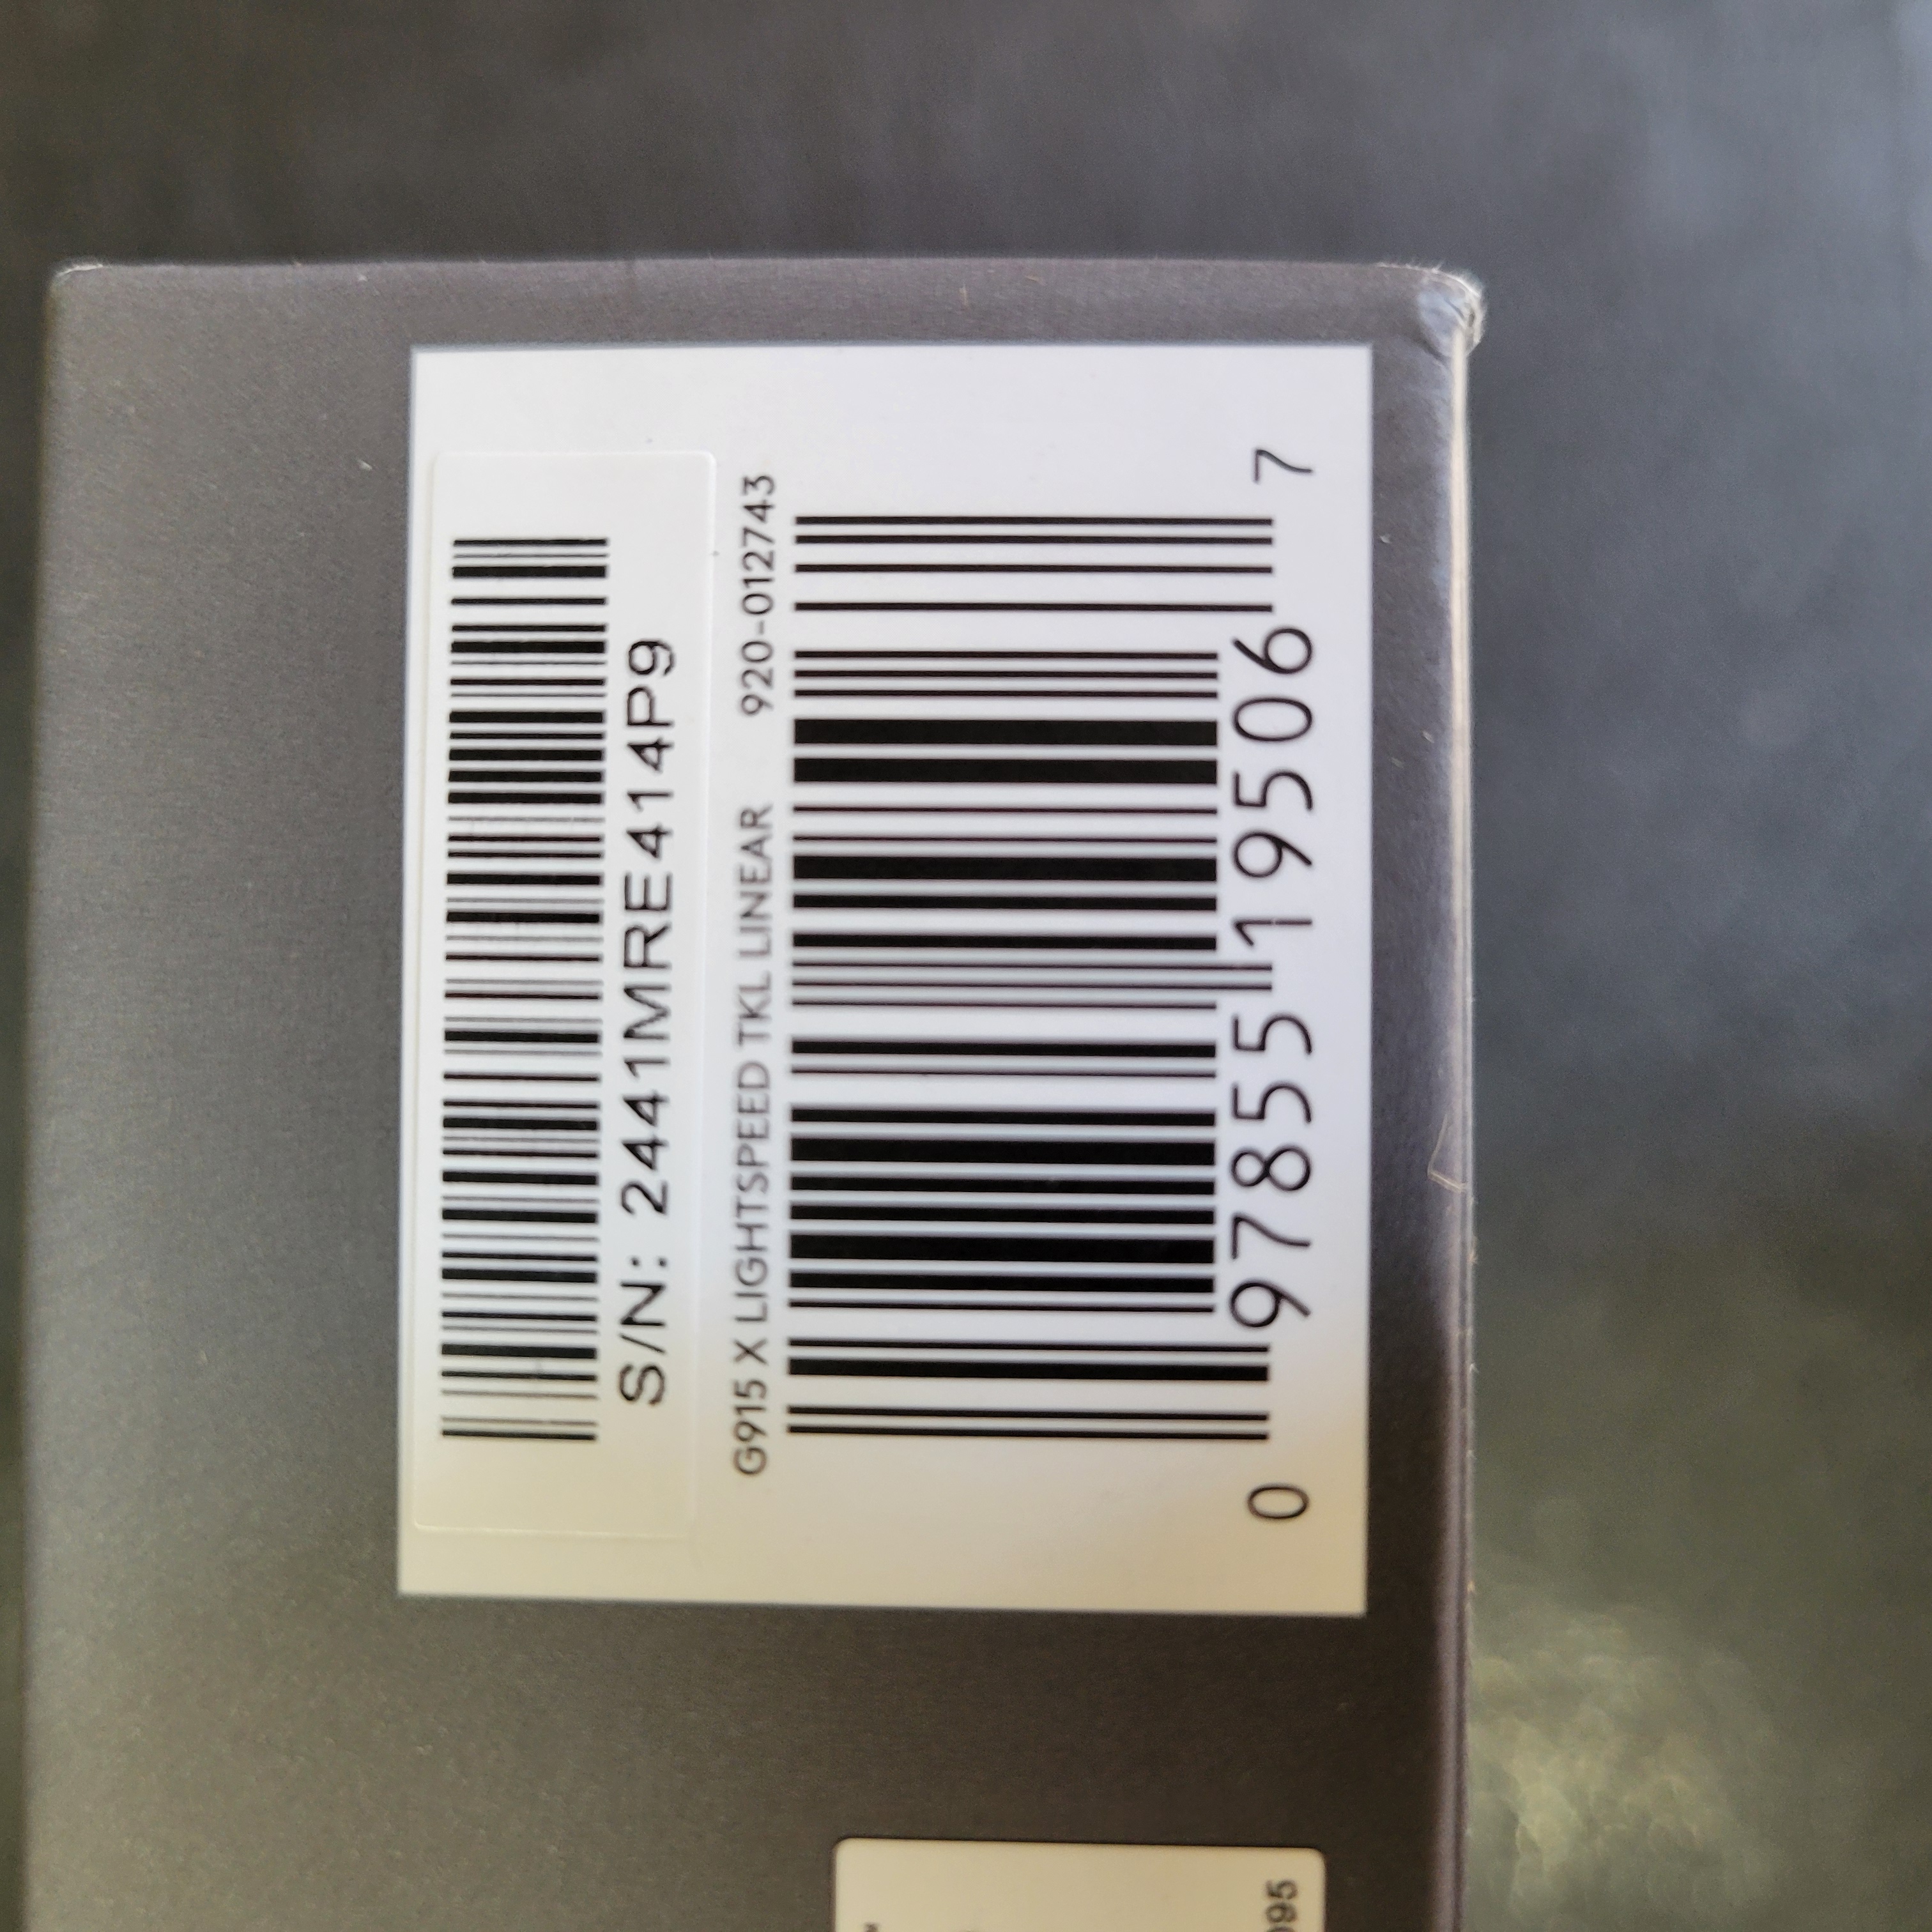 S/N: 2441MRE414P9
G915 X LIGHTSPEED TKL LINEAR 920-012743
0 97855 19506 7